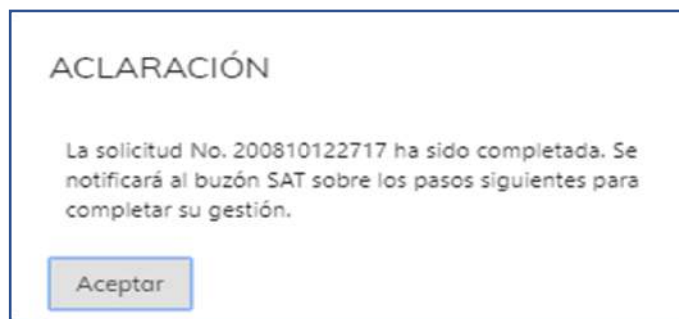 ACLARACIÓN
La solicitud No. 200810122717 ha sido completada. Se
notificará al buzón SAT sobre los pasos siguientes para
completar su gestión.
Aceptar